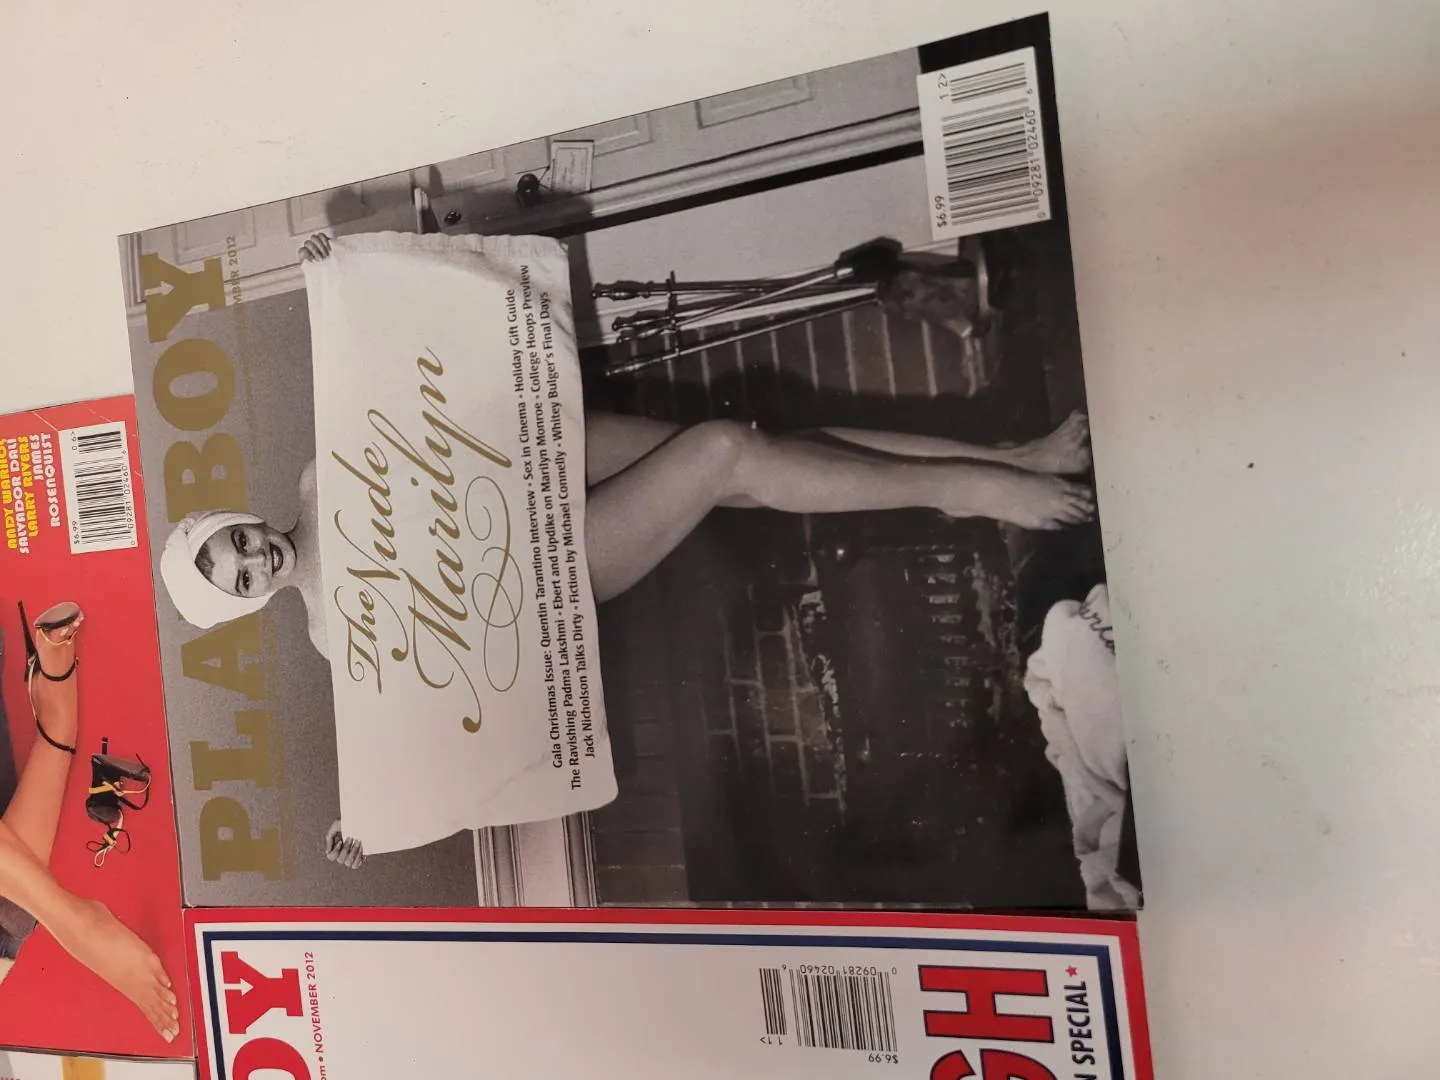 PLAYBOY
MBER 2012
The Nude
Marilyn
Gala Christmas Issue: Quentin Tarantino Interview • Sex in Cinema • Holiday Gift Guide
The Ravishing Padma Lakshmi • Ebert and Updike on Marilyn Monroe • College Hoops Preview
Jack Nicholson Talks Dirty • Fiction by Michael Connelly • Whitey Bulger's Final Days
$6.99
12>
0 09281 02460 6
ANDY WARHOL
SALVADOR DALI
LARRY RIVERS
JAMES
ROSENQUIST
$6.99
06>
0 09281 02460 6
OY
om • NOVEMBER 2012
0 09281 02460 6
11>
$6.99
GH
N SPECIAL